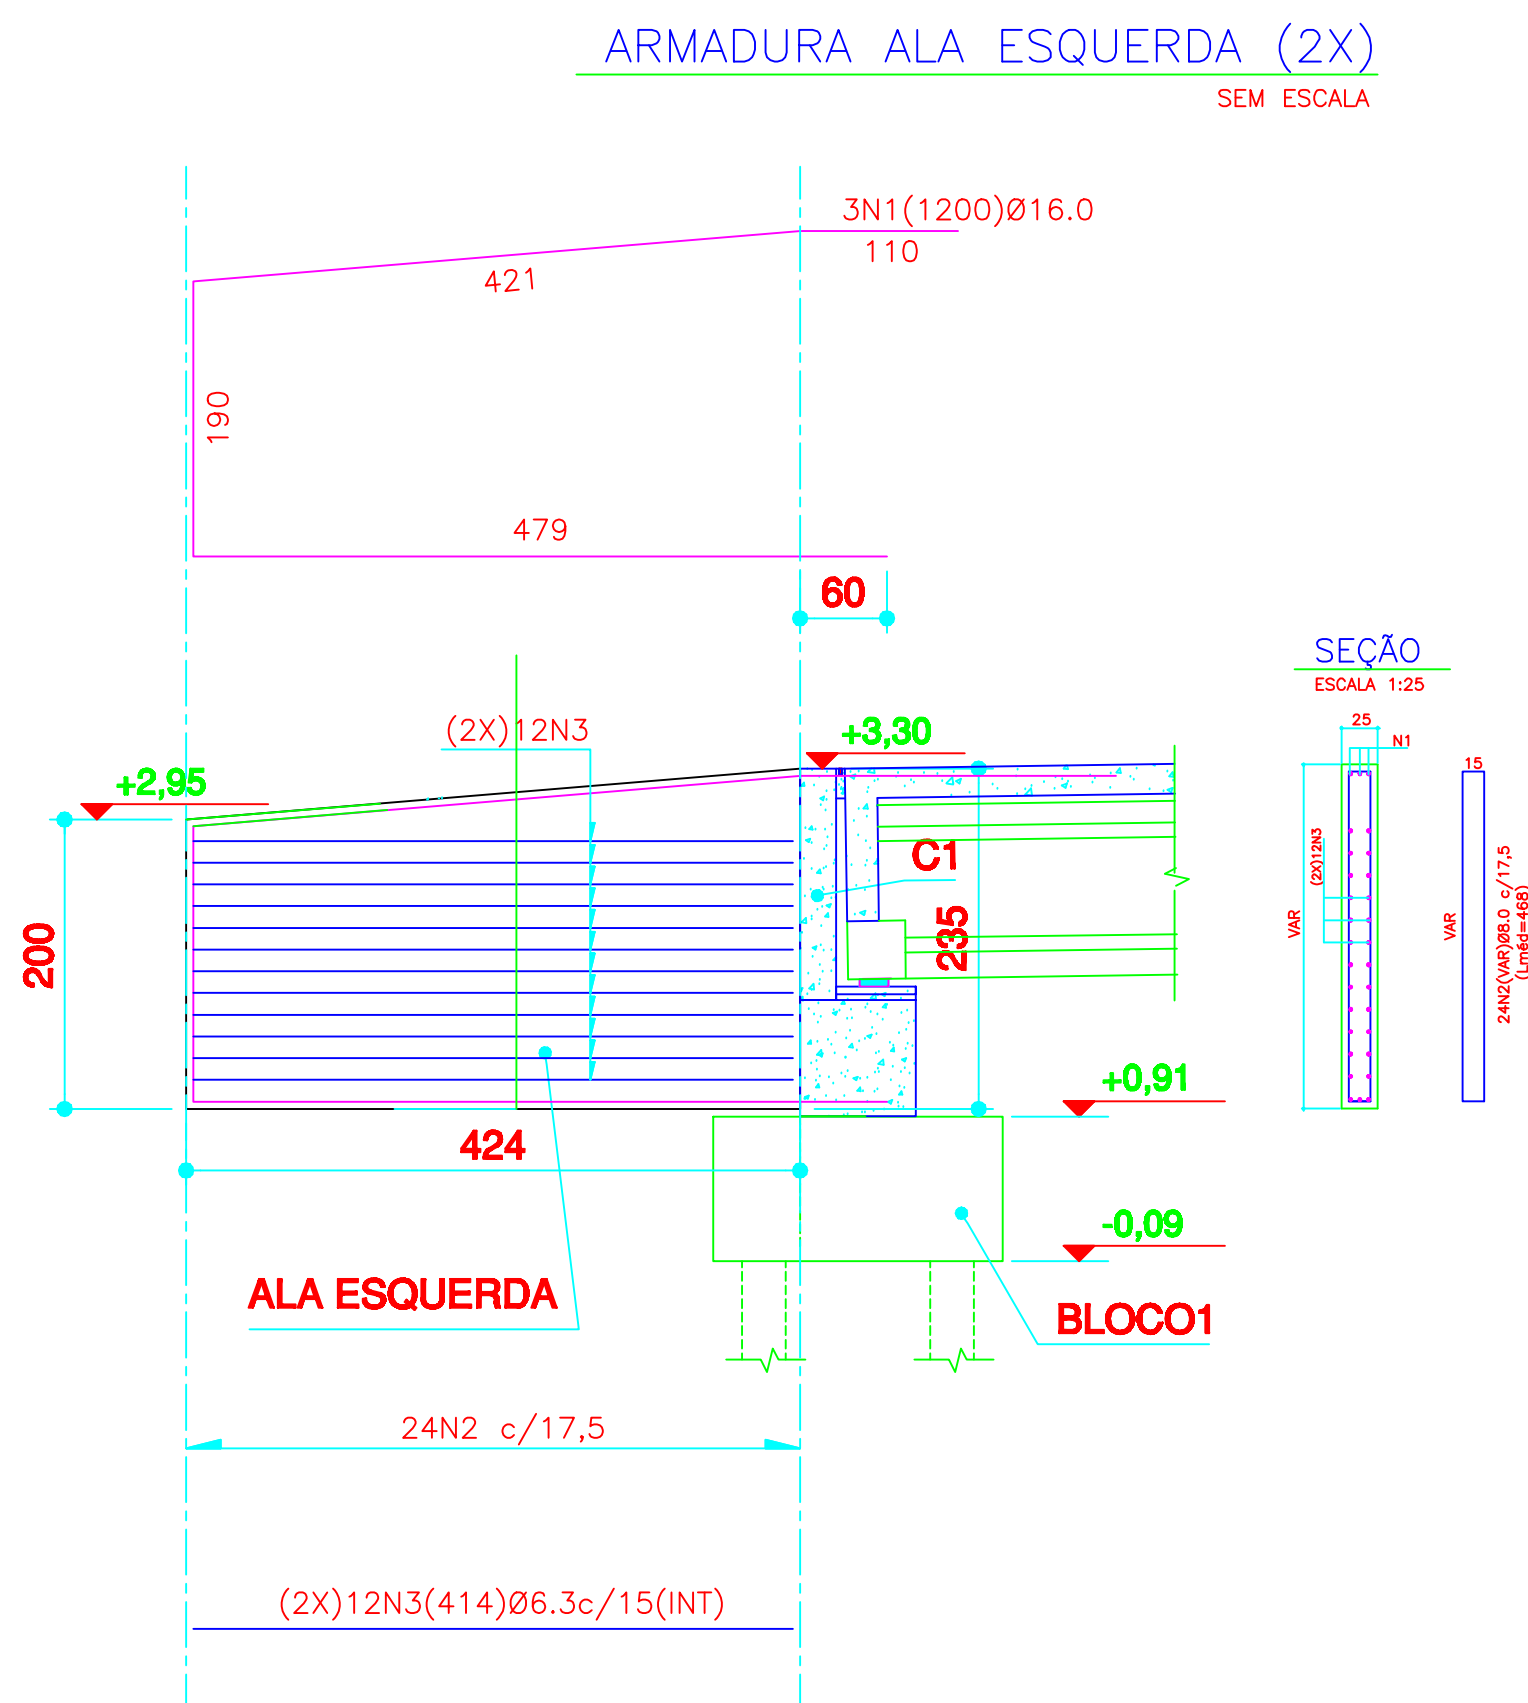 ARMADURA ALA ESQUERDA (2X)
SEM ESCALA
3N1(1200)Ø16.0
110
421
190
479
60
SEÇÃO
ESCALA 1:25
(2X)12N3
+3,30
25
N1
15
+2,95
C1
(2X)12N3
200
235
VAR
VAR
24N2(VAR)Ø8.0 c/17,5
(Lméd=468)
+0,91
424
-0,09
ALA ESQUERDA
BLOCO1
24N2 c/17,5
(2X)12N3(414)Ø6.3c/15(INT)